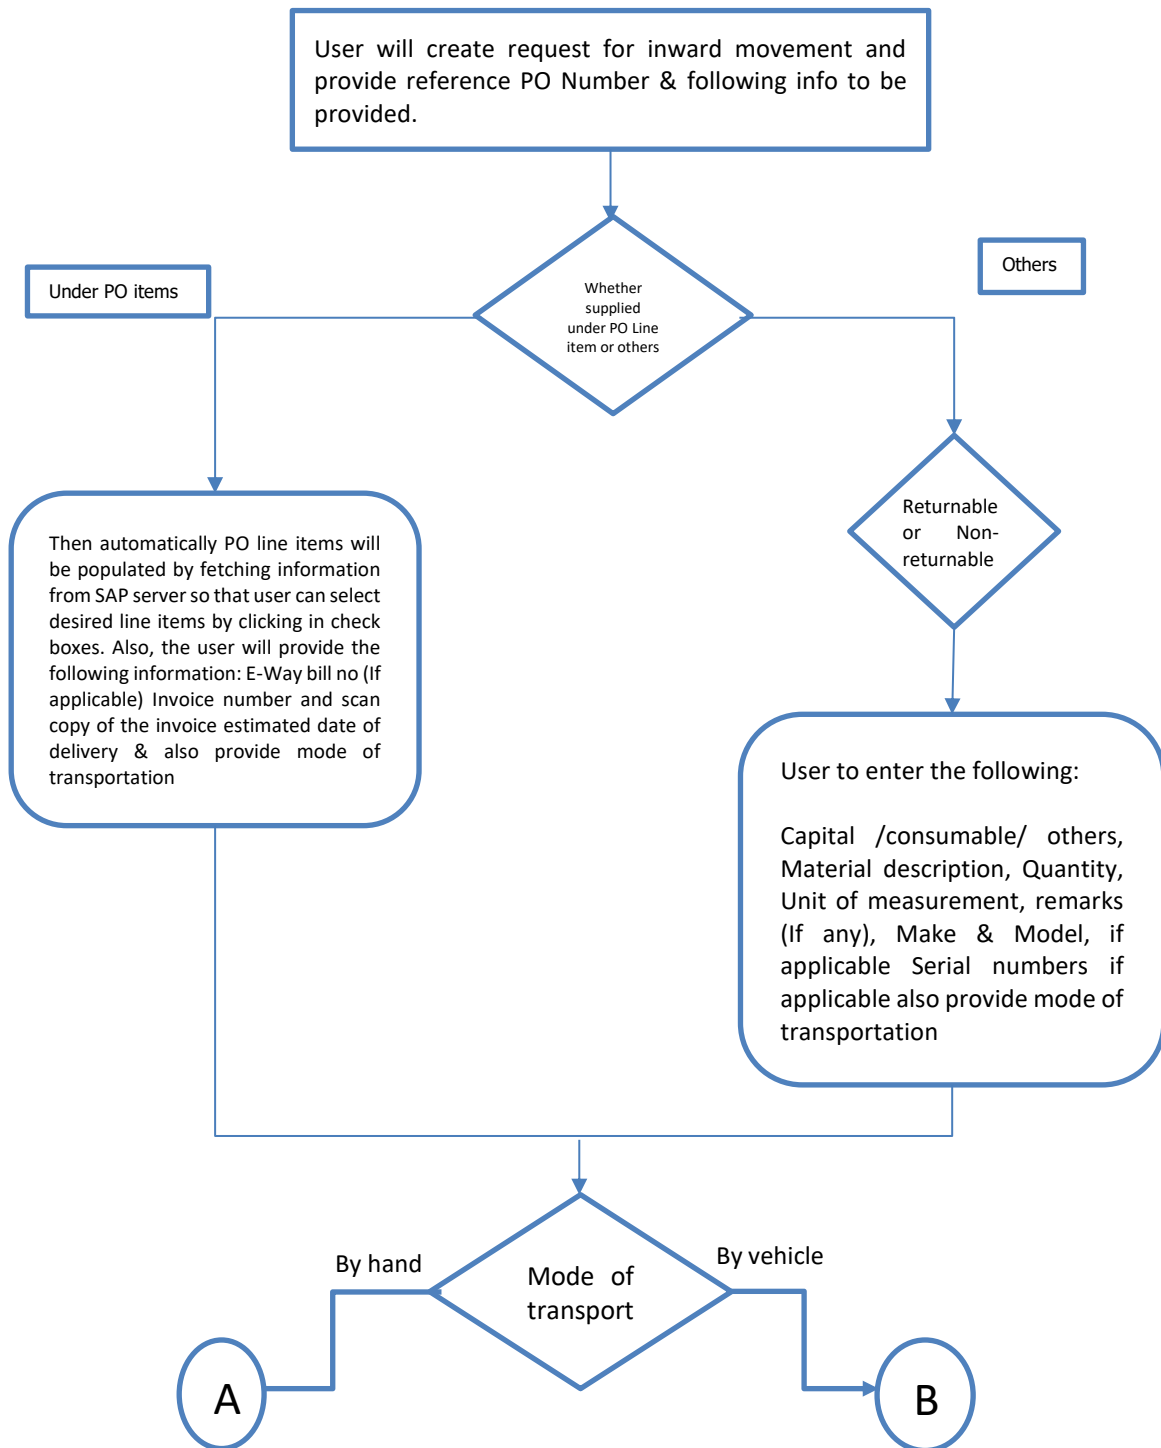 User will create request for inward movement and
provide reference PO Number & following info to be
provided.
Under PO items
Whether
supplied
under PO Line
item or others
Others
Returnable
or Non-
returnable
Then automatically PO line items will
be populated by fetching information
from SAP server so that user can select
desired line items by clicking in check
boxes. Also, the user will provide the
following information: E-Way bill no (If
applicable) Invoice number and scan
copy of the invoice estimated date of
delivery & also provide mode of
transportation
User to enter the following:
Capital /consumable/ others,
Material description, Quantity,
Unit of measurement, remarks
(If any), Make & Model, if
applicable Serial numbers if
applicable also provide mode of
transportation
By hand
Mode of
transport
By vehicle
A
B